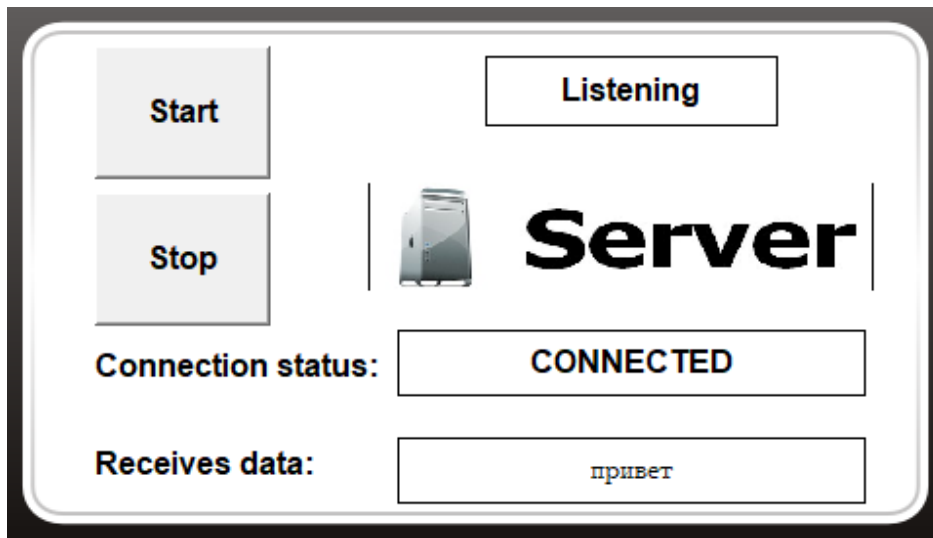 Start
Listening
Stop
Server
Connection status:
CONNECTED
Receives data:
привет